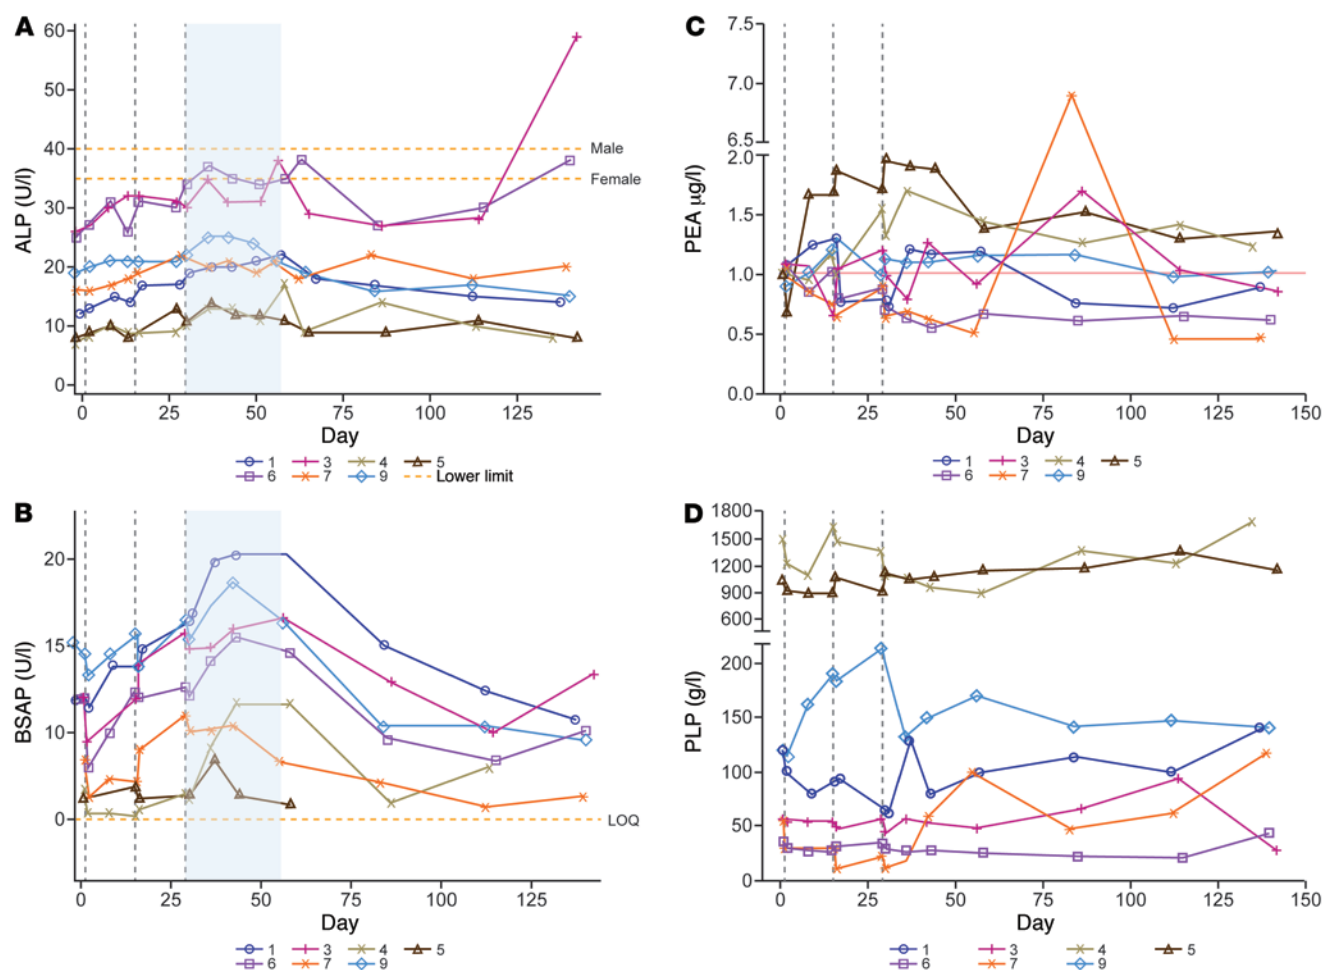 A
ALP (U/l)
60
50
40
30
20
10
0
Male
Female
0 25 50 75 100 125
Day
1 3 4 5
6 7 9 Lower limit
C
PEA µg/l
7.5
7.0
6.5
2.0
1.5
1.0
0.5
0.0
0 25 50 75 100 125 150
Day
1 3 4 5
6 7 9
B
BSAP (U/l)
20
15
10
0
LOQ
0 25 50 75 100 125
Day
1 3 4 5
6 7 9
D
PLP (g/l)
1800
1500
1200
900
600
200
150
100
50
0
0 25 50 75 100 125 150
Day
1 3 4 5
6 7 9